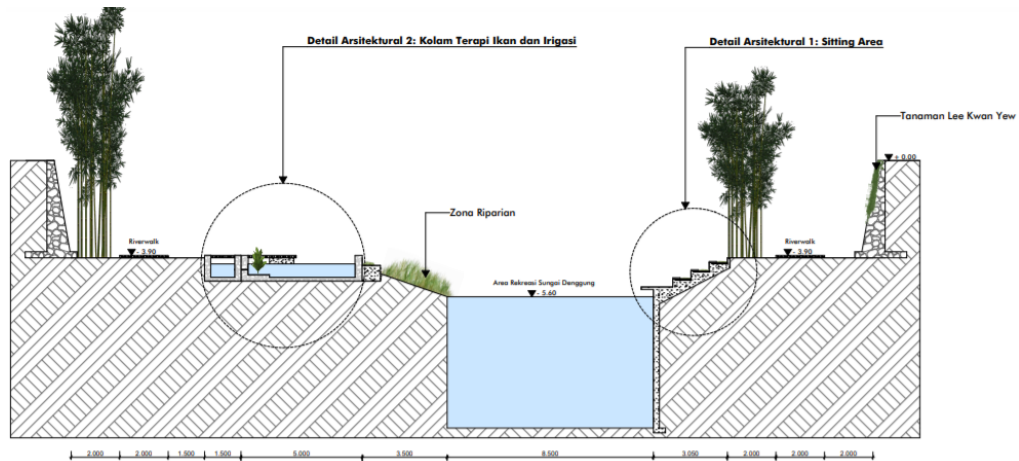 Detail Arsitektural 2: Kolam Terapi Ikan dan Irigasi
Detail Arsitektural 1: Sitting Area
Tanaman Lee Kwan Yew
+ 0.00
Zona Riparian
Riverwalk
- 3.90
Riverwalk
- 3.90
Area Rekreasi Sungai Denggung
- 5.60
2.000 2.000 1.500 1.500 5.000 3.500 8.500 3.050 2.000 2.000 2.000